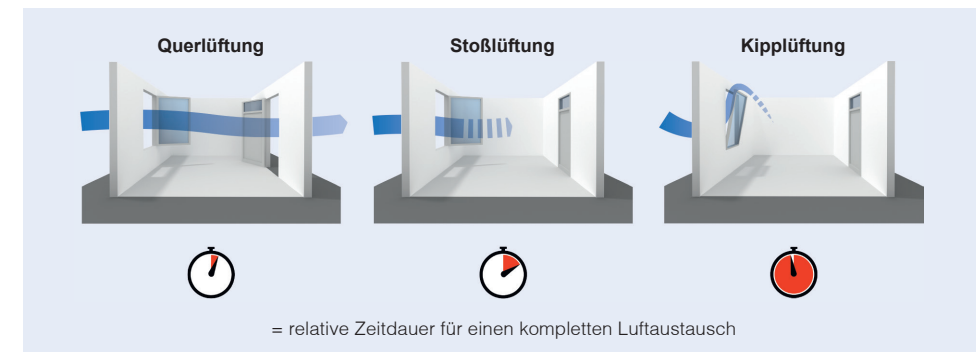 Querlüftung
Stoßlüftung
Kipplüftung
= relative Zeitdauer für einen kompletten Luftaustausch